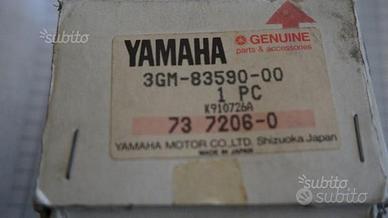 subito
YAMAHA
GENUINE
parts & accessories
3GM-83590-00
1 PC
K910726A
73 7206-0
YAMAHA MOTOR CO., LTD. Shizuoka, Japan
MADE IN JAPAN
subito
subito